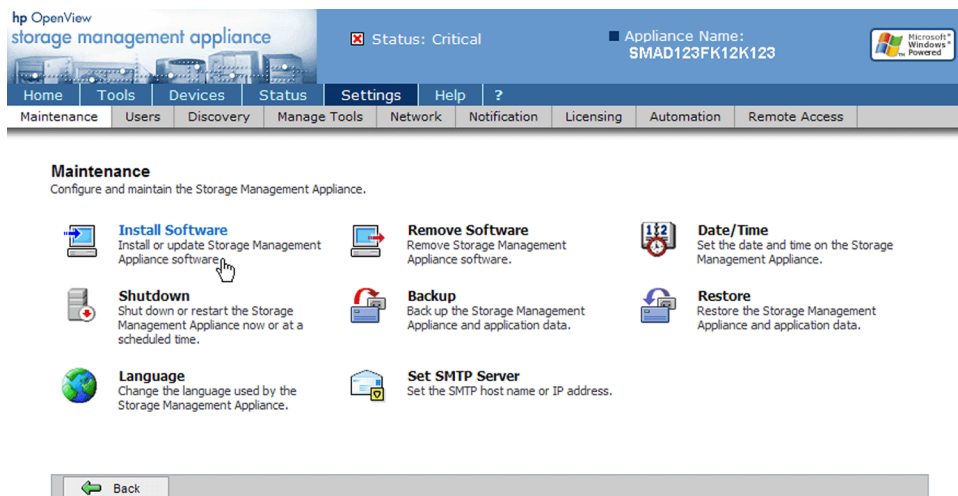 hp OpenView
storage management appliance
Status: Critical
Appliance Name:
SMAD123FK12K123
Microsoft®
Windows®
Powered
Home Tools Devices Status Settings Help ?
Maintenance Users Discovery Manage Tools Network Notification Licensing Automation Remote Access
Maintenance
Configure and maintain the Storage Management Appliance.
Install Software
Install or update Storage Management
Appliance software.
Remove Software
Remove Storage Management
Appliance software.
Date/Time
Set the date and time on the Storage
Management Appliance.
Shutdown
Shut down or restart the Storage
Management Appliance now or at a
scheduled time.
Backup
Back up the Storage Management
Appliance and application data.
Restore
Restore the Storage Management
Appliance and application data.
Language
Change the language used by the
Storage Management Appliance.
Set SMTP Server
Set the SMTP host name or IP address.
Back